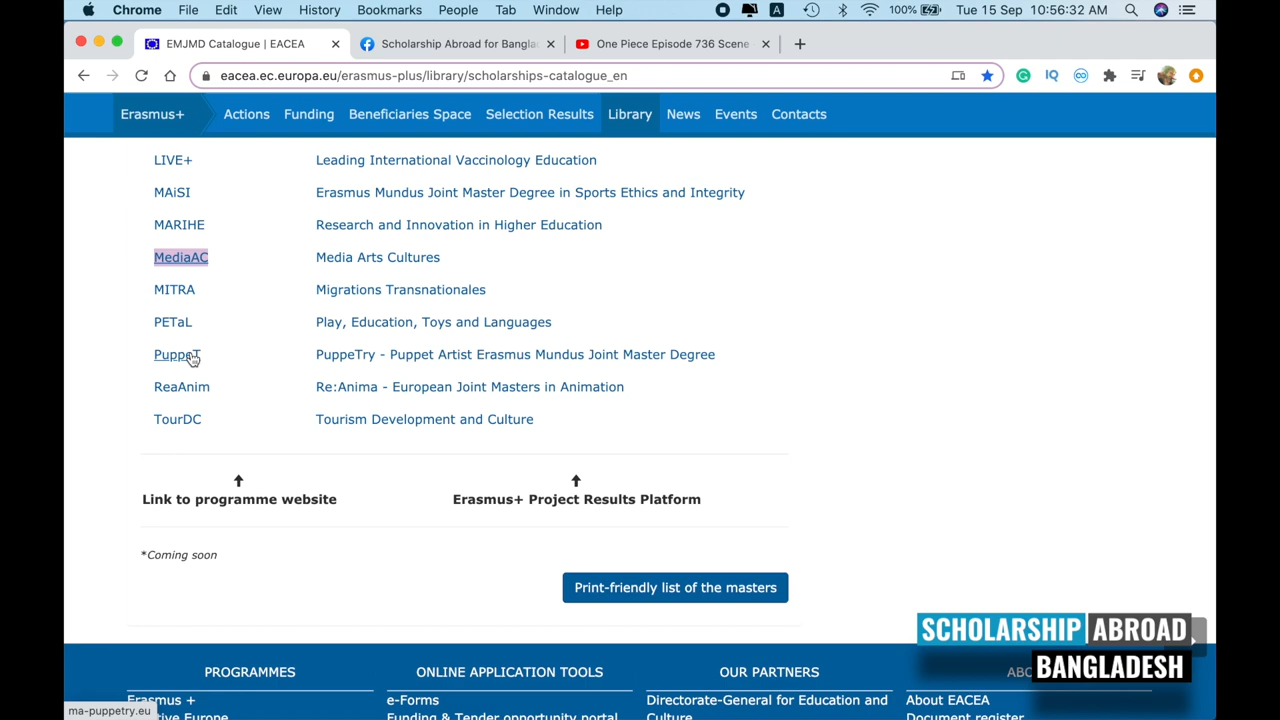 Chrome File Edit View History Bookmarks People Tab Window Help A 100% Tue 15 Sep 10:56:32 AM
EMJMD Catalogue | EACEA × Scholarship Abroad for Bangla × One Piece Episode 736 Scene × +
eacea.ec.europa.eu/erasmus-plus/library/scholarships-catalogue_en IQ
Erasmus+ Actions Funding Beneficiaries Space Selection Results Library News Events Contacts
LIVE+ Leading International Vaccinology Education
MAiSI Erasmus Mundus Joint Master Degree in Sports Ethics and Integrity
MARIHE Research and Innovation in Higher Education
MediaAC Media Arts Cultures
MITRA Migrations Transnationales
PETaL Play, Education, Toys and Languages
PuppeT PuppeTry - Puppet Artist Erasmus Mundus Joint Master Degree
ReaAnim Re:Anima - European Joint Masters in Animation
TourDC Tourism Development and Culture
Link to programme website Erasmus+ Project Results Platform
*Coming soon
Print-friendly list of the masters
SCHOLARSHIP ABROAD
BANGLADESH
PROGRAMMES ONLINE APPLICATION TOOLS OUR PARTNERS
Erasmus + e-Forms Directorate-General for Education and About EACEA
Funding & Tender opportunity portal Culture Document register
ma-puppetry.eu